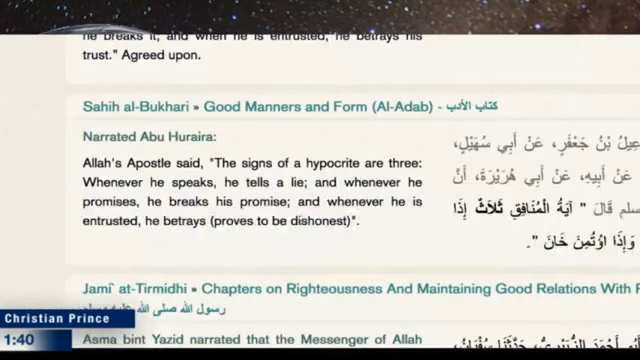 he breaks it; and when he is entrusted, he betrays his
trust." Agreed upon.
Sahih al-Bukhari » Good Manners and Form (Al-Adab) - كتاب الأدب
Narrated Abu Huraira:
Allah's Apostle said, "The signs of a hypocrite are three:
Whenever he speaks, he tells a lie; and whenever he
promises, he breaks his promise; and whenever he is
entrusted, he betrays (proves to be dishonest)".
عِيلُ بْنُ جَعْفَرٍ، عَنْ أَبِي سُهَيْلٍ،
عَنْ أَبِيهِ، عَنْ أَبِي هُرَيْرَةَ، أَنَّ
سلم قَالَ " آيَةُ الْمُنَافِقِ ثَلاَثٌ إِذَا
وَإِذَا اؤْتُمِنَ خَانَ ".
Jami` at-Tirmidhi » Chapters on Righteousness And Maintaining Good Relations With
رسول الله صلى الله عليه وسلم
Asma bint Yazid narrated that the Messenger of Allah
Christian Prince
1:40